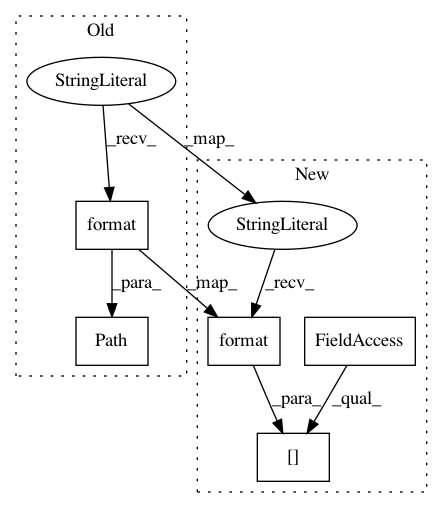 Old
StringLiteral
_recv_
_map_
New
format
StringLiteral
_para_
_map_
_recv_
Path
format
FieldAccess
_para_
_qual_
[]